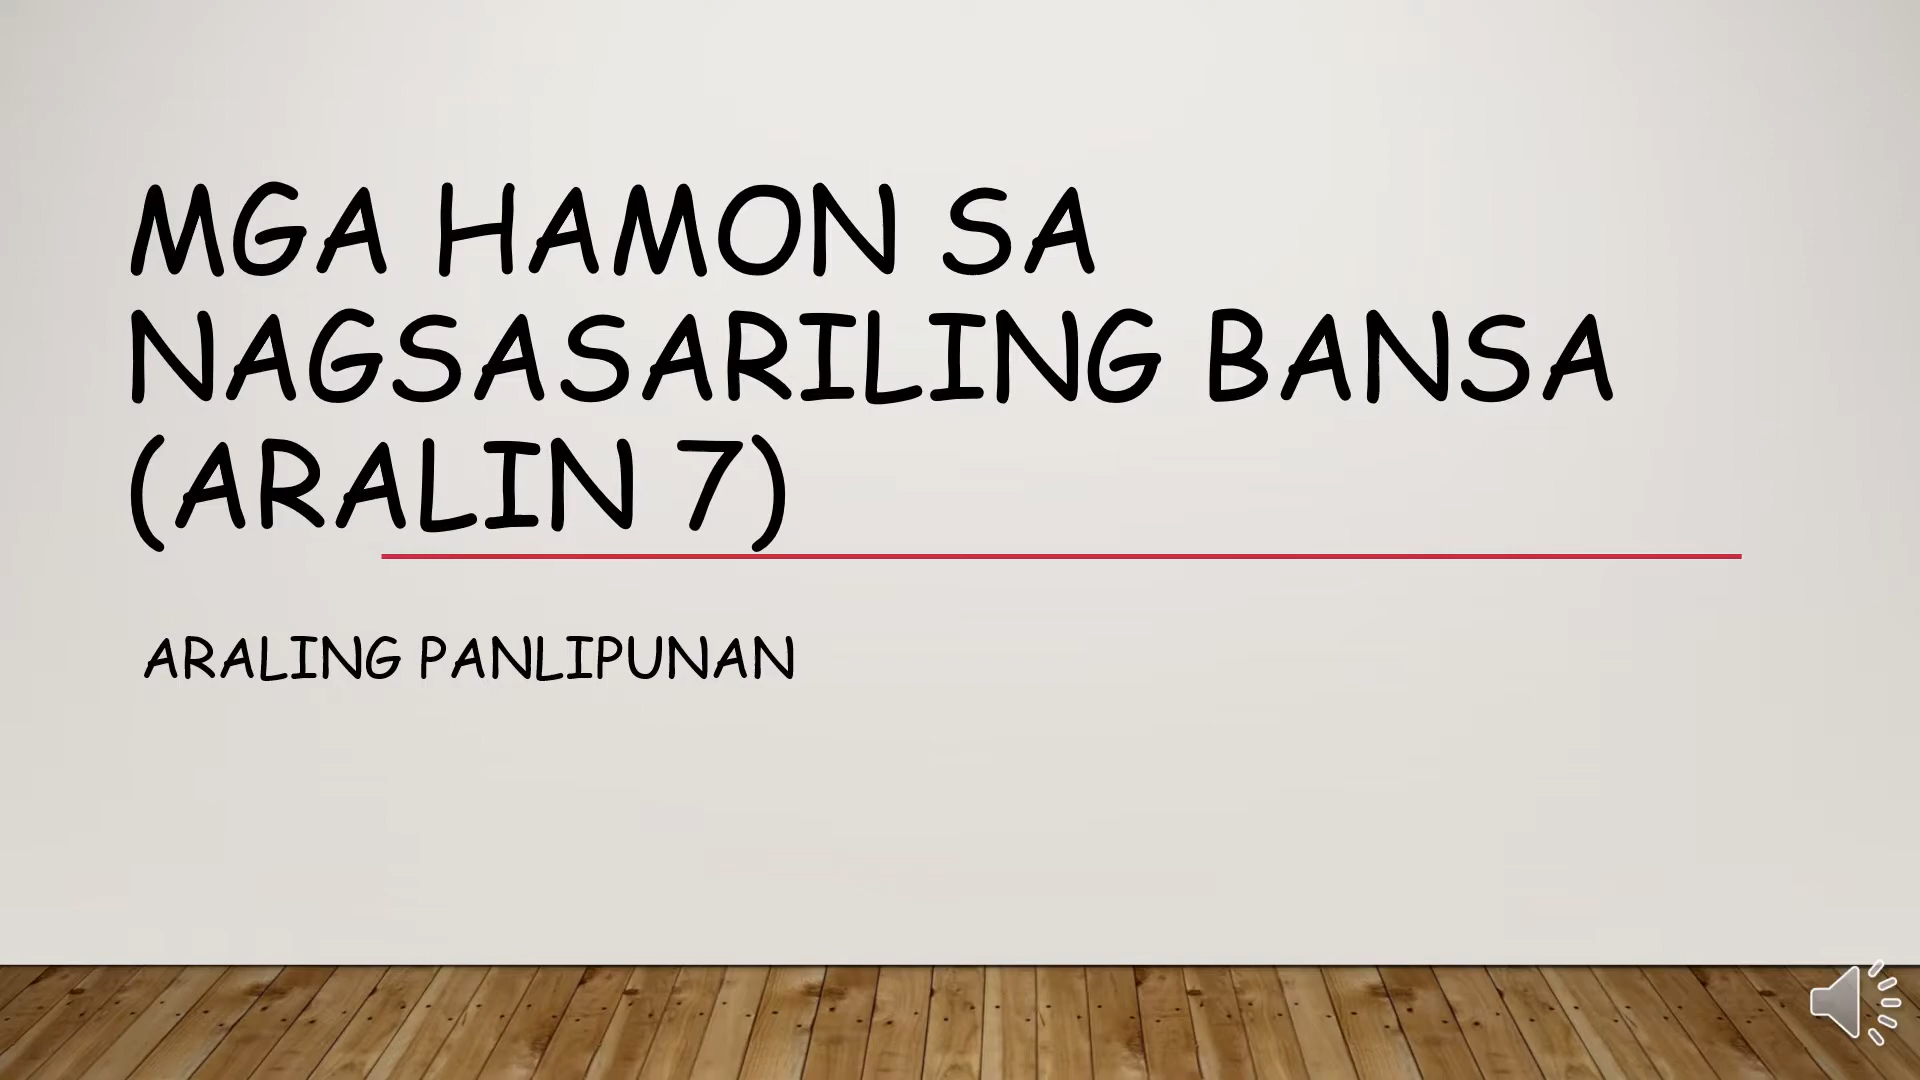 MGA HAMON SA
NAGSASARILING BANSA
(ARALIN 7)
ARALING PANLIPUNAN